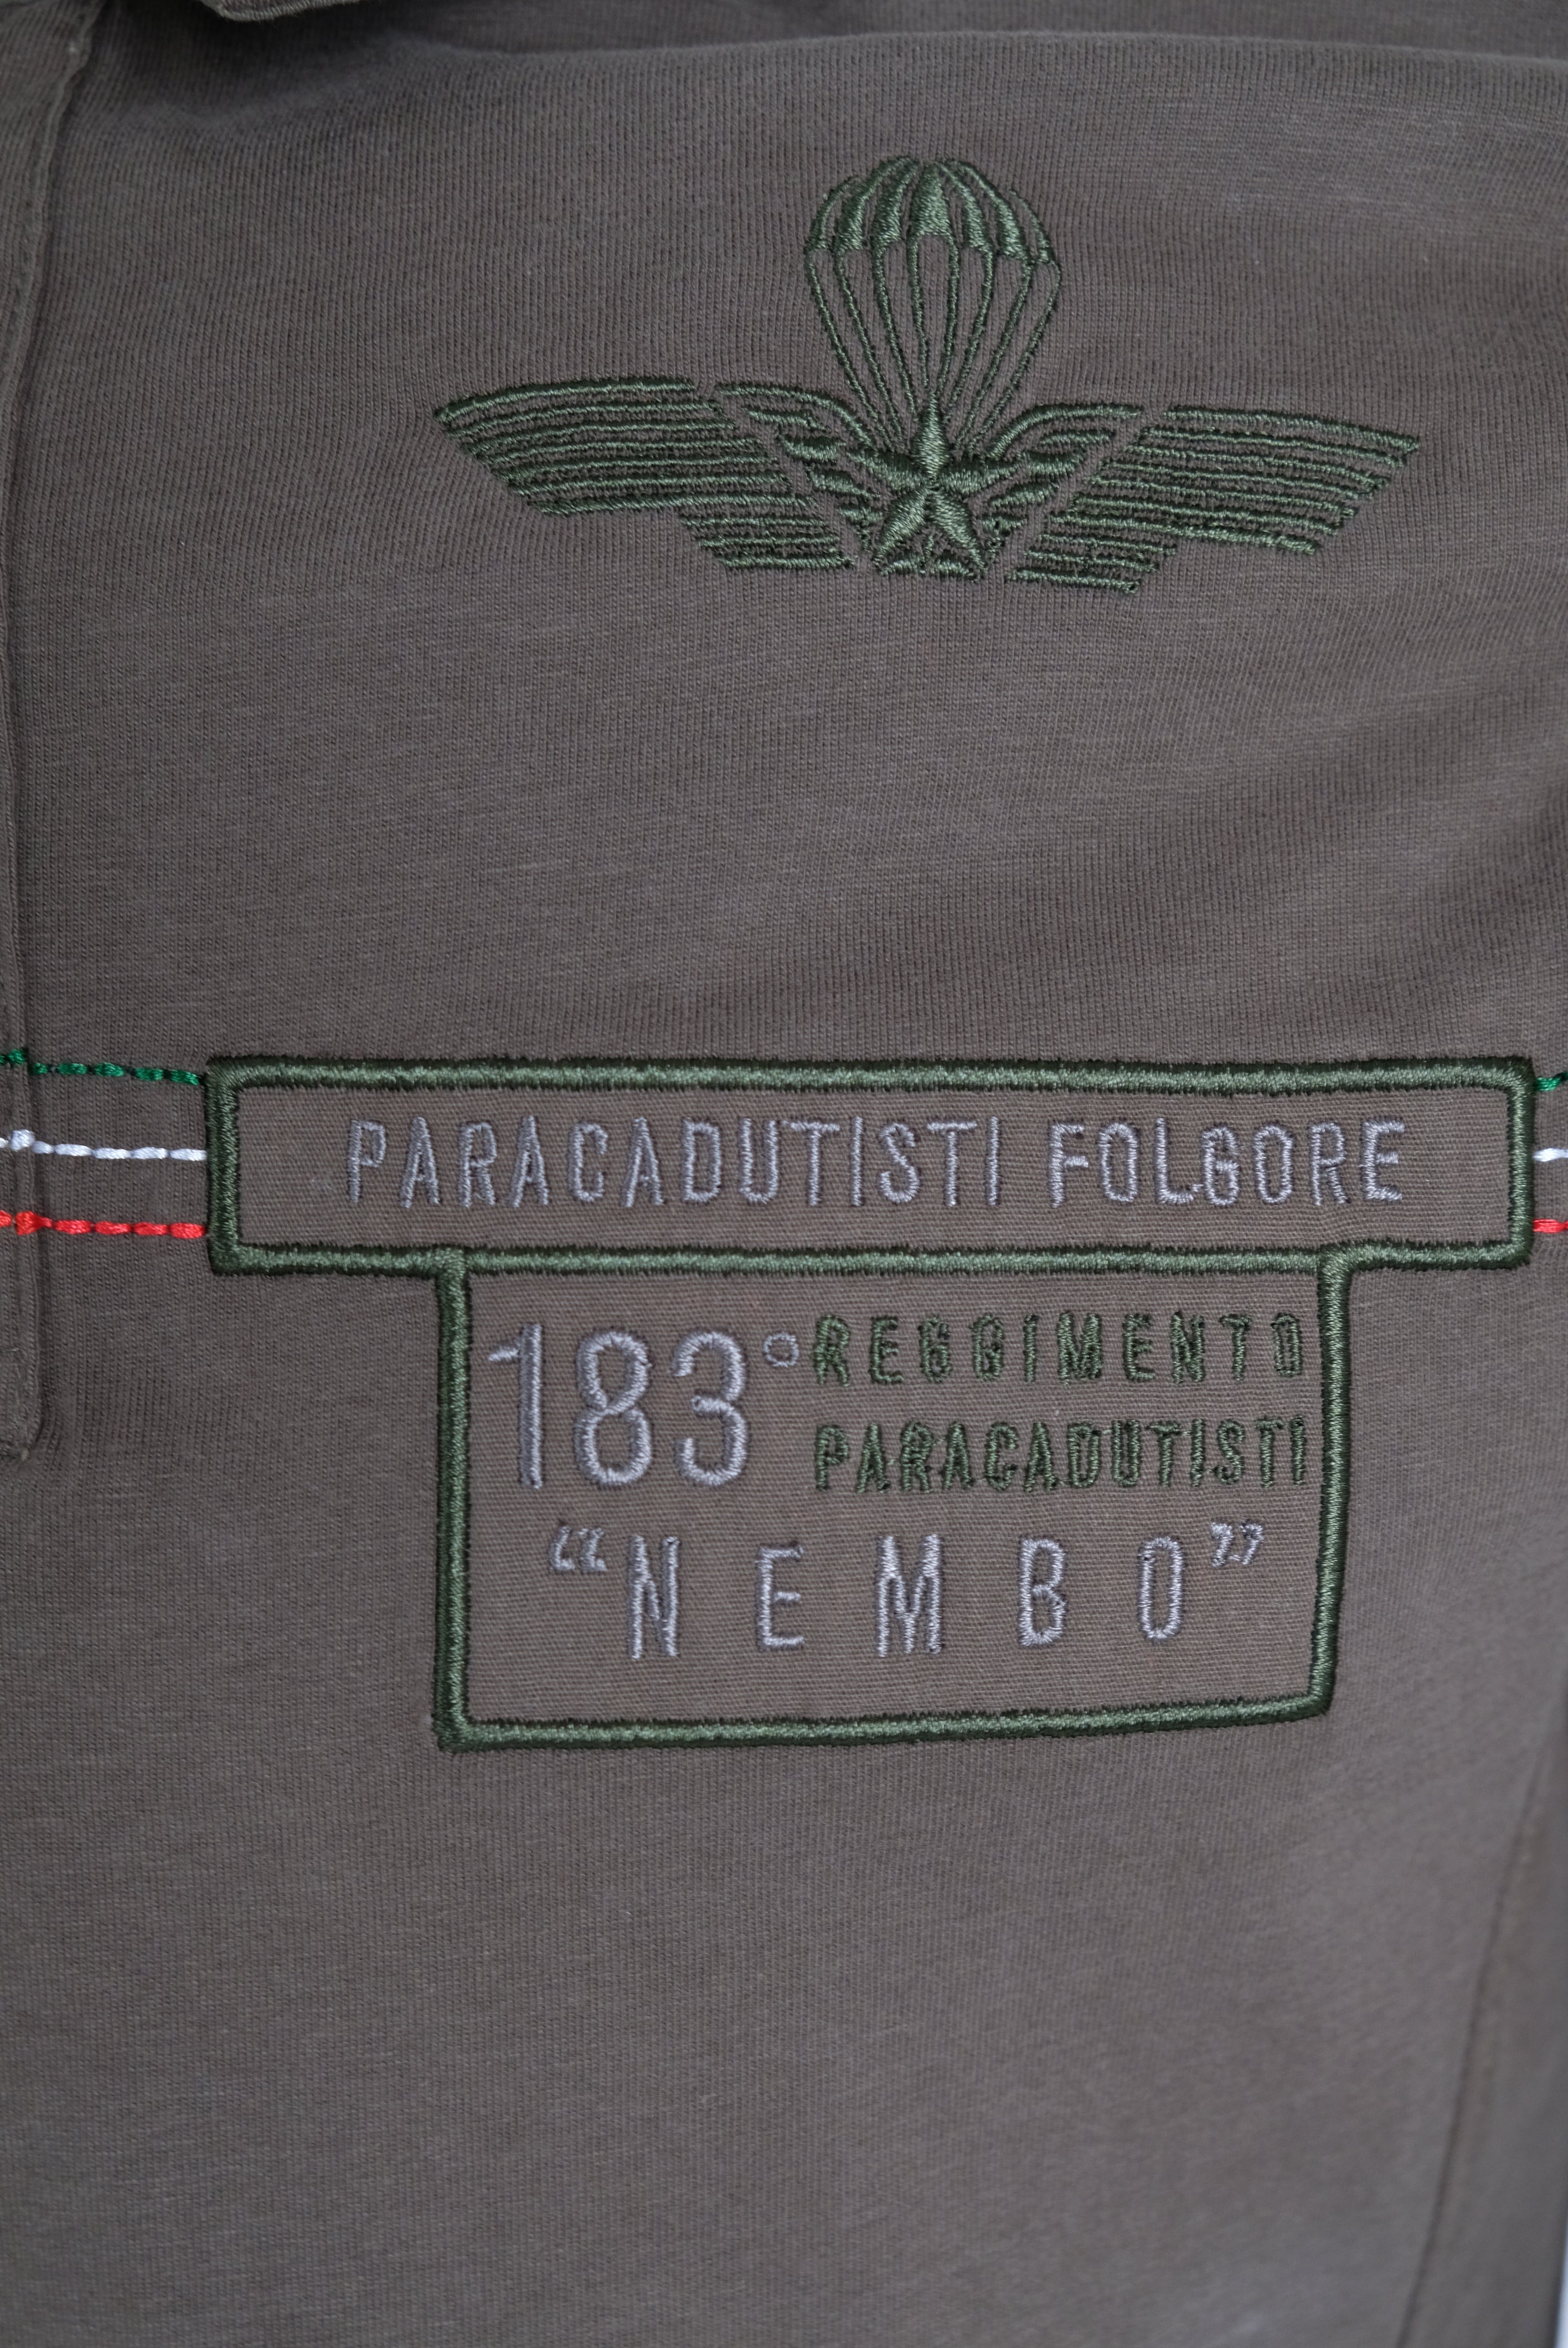 PARACADUTISTI FOLGORE
183° REGGIMENTO
PARACADUTISTI
“NEMBO”